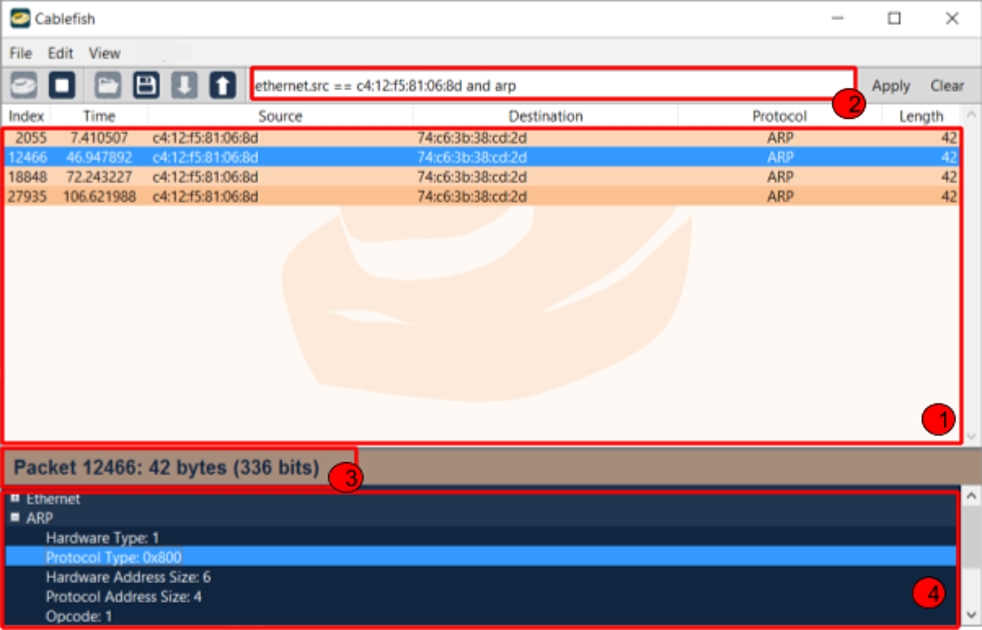 Cablefish
File Edit View
ethernet.src == c4:12:f5:81:06:8d and arp
Apply Clear
2
Index Time Source Destination Protocol Length
2055 7.410507 c4:12:f5:81:06:8d 74:c6:3b:38:cd:2d ARP 42
12466 46.947892 c4:12:f5:81:06:8d 74:c6:3b:38:cd:2d ARP 42
18848 72.243227 c4:12:f5:81:06:8d 74:c6:3b:38:cd:2d ARP 42
27935 106.621988 c4:12:f5:81:06:8d 74:c6:3b:38:cd:2d ARP 42
1
Packet 12466: 42 bytes (336 bits)
3
Ethernet
ARP
Hardware Type: 1
Protocol Type: 0x800
Hardware Address Size: 6
Protocol Address Size: 4
4
Opcode: 1